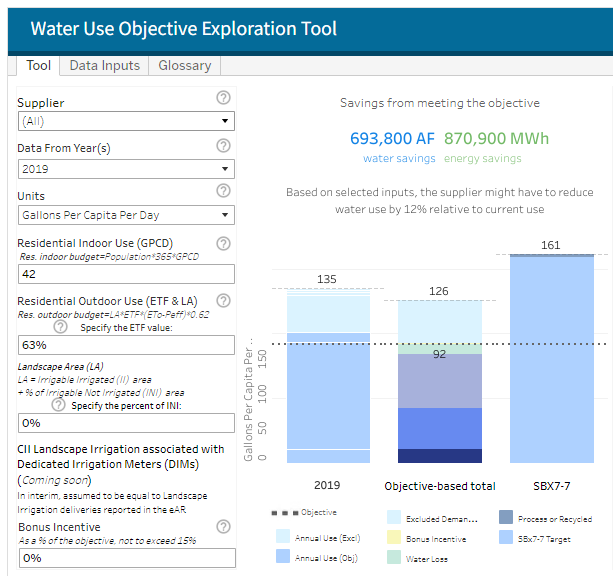 Water Use Objective Exploration Tool
Tool
Data Inputs
Glossary
Supplier
?
(All)
Data From Year(s)
?
2019
Units
?
Gallons Per Capita Per Day
Residential Indoor Use (GPCD)
?
Res. indoor budget=Population*365*GPCD
42
Residential Outdoor Use (ETF & LA)
?
Res. outdoor budget=LA*ETF*(ETo-Peff)*0.62
? Specify the ETF value:
63%
Landscape Area (LA)
LA = Irrigable Irrigated (II) area
+ % of Irrigable Not Irrigated (INI) area
? Specify the percent of INI:
0%
CII Landscape Irrigation associated with
Dedicated Irrigation Meters (DIMs)
(Coming soon)
In interim, assumed to be equal to Landscape
Irrigation deliveries reported in the eAR
Bonus Incentive
?
As a % of the objective, not to exceed 15%
0%
Savings from meeting the objective
693,800 AF 870,900 MWh
water savings energy savings
Based on selected inputs, the supplier might have to reduce
water use by 12% relative to current use
161
135
126
92
Gallons Per Capita Per ..
150
100
50
0
2019
Objective-based total
SBX7-7
Objective
Annual Use (Excl)
Annual Use (Obj)
Excluded Deman...
Bonus Incentive
Water Loss
Process or Recycled
SBx7-7 Target